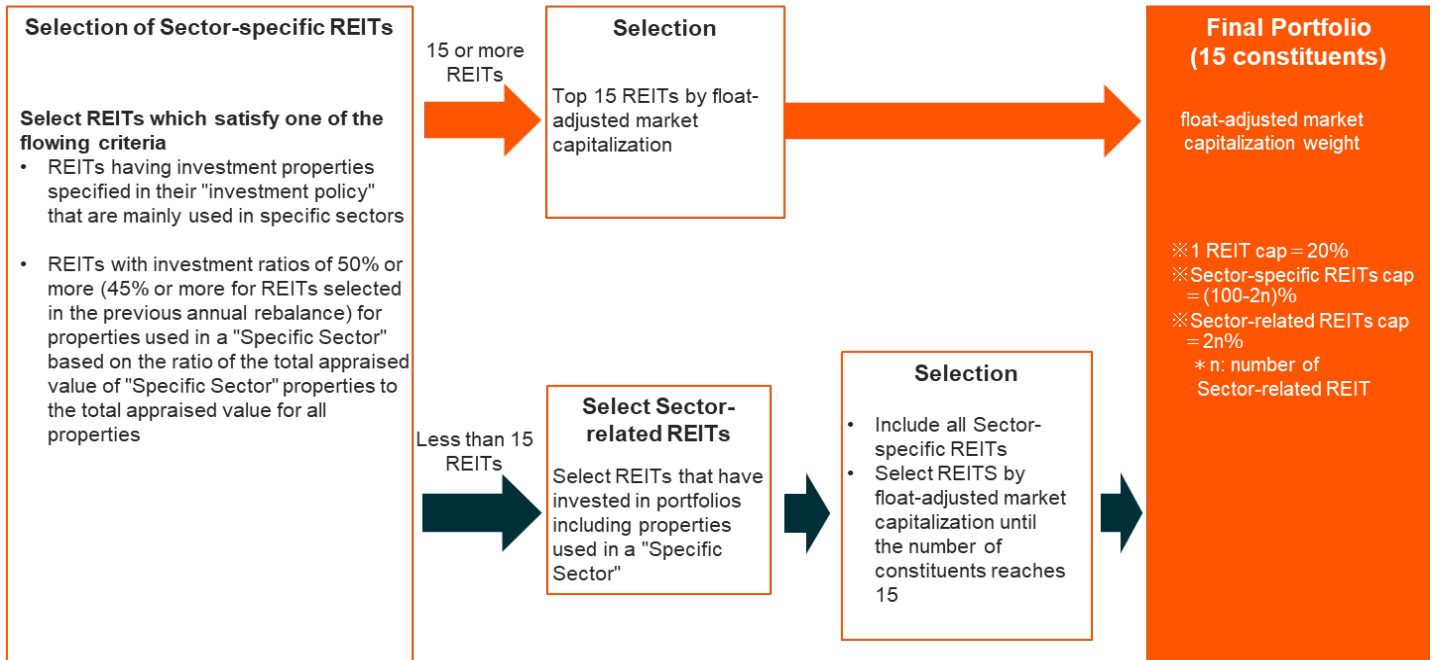 Selection of Sector-specific REITs
Select REITs which satisfy one of the
flowing criteria
• REITs having investment properties
specified in their "investment policy"
that are mainly used in specific sectors
• REITs with investment ratios of 50% or
more (45% or more for REITs selected
in the previous annual rebalance) for
properties used in a "Specific Sector"
based on the ratio of the total appraised
value of "Specific Sector" properties to
the total appraised value for all
properties
15 or more
REITs
Selection
Top 15 REITs by float-
adjusted market
capitalization
Less than 15
REITs
Select Sector-
related REITs
Select REITs that have
invested in portfolios
including properties
used in a "Specific
Sector"
Selection
• Include all Sector-
specific REITs
• Select REITS by
float-adjusted market
capitalization until
the number of
constituents reaches
15
Final Portfolio
(15 constituents)
float-adjusted market
capitalization weight
※1 REIT cap＝20%
※Sector-specific REITs cap
＝(100-2n)%
※Sector-related REITs cap
＝2n%
＊n: number of
Sector-related REIT